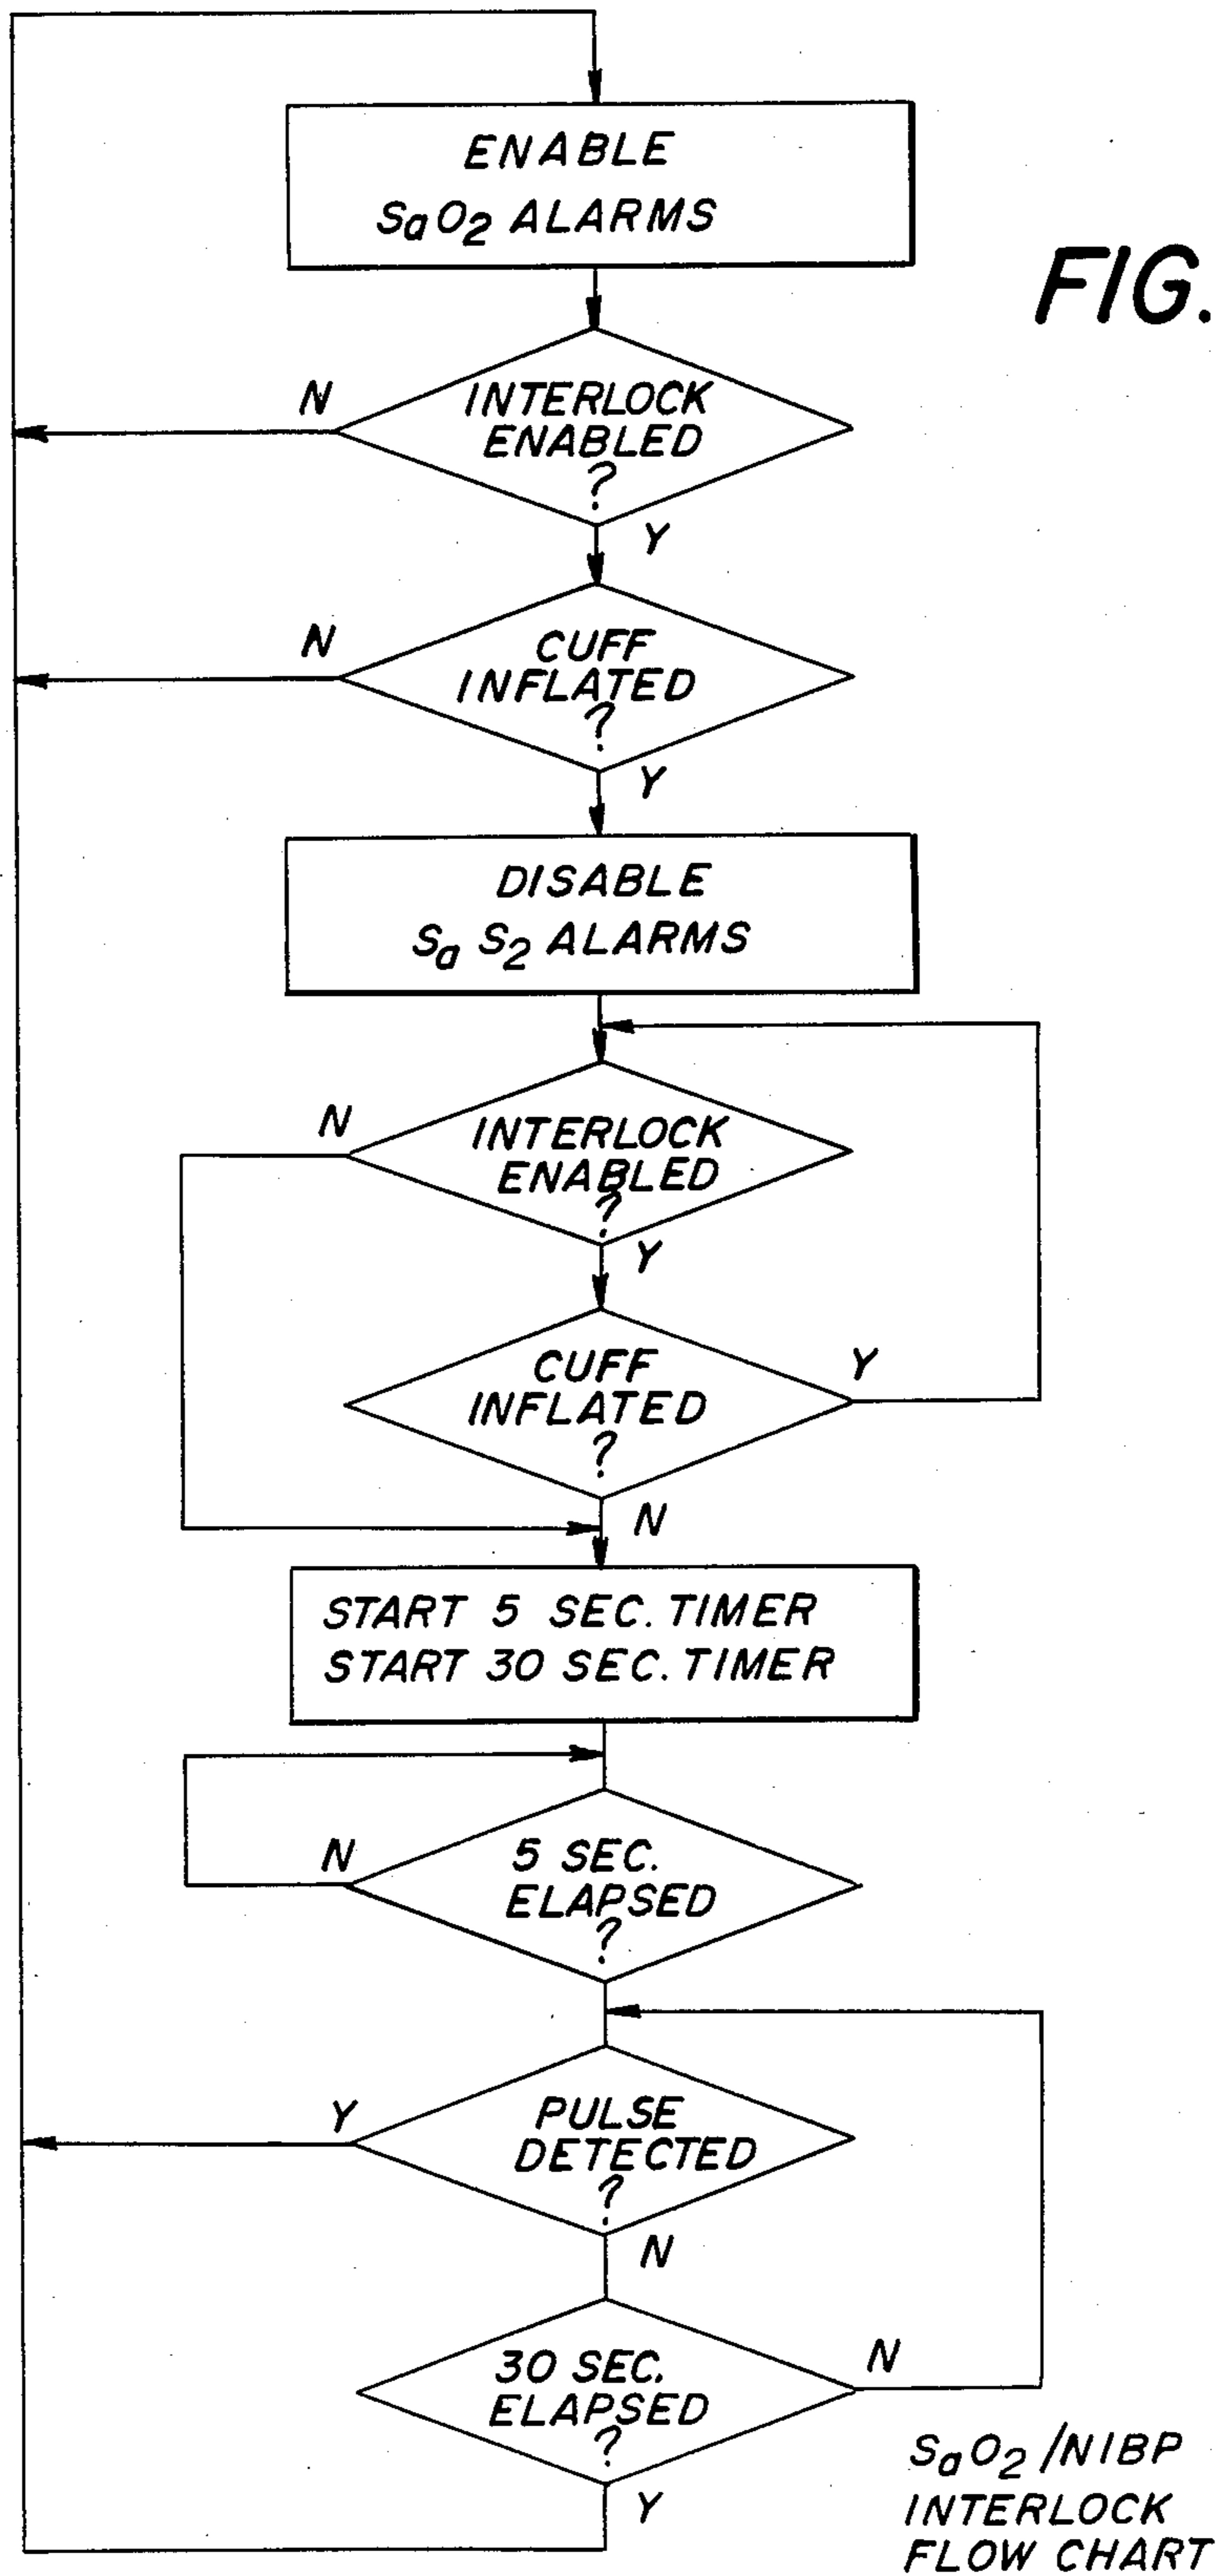 ENABLE
SaO2 ALARMS
FIG.
N
INTERLOCK
ENABLED
?
Y
N
CUFF
INFLATED
?
Y
DISABLE
Sa S2 ALARMS
N
INTERLOCK
ENABLED
?
Y
CUFF
INFLATED
?
Y
N
START 5 SEC. TIMER
START 30 SEC. TIMER
N
5 SEC.
ELAPSED
?
Y
PULSE
DETECTED
?
N
30 SEC.
ELAPSED
?
N
Y
SaO2/NIBP
INTERLOCK
FLOW CHART